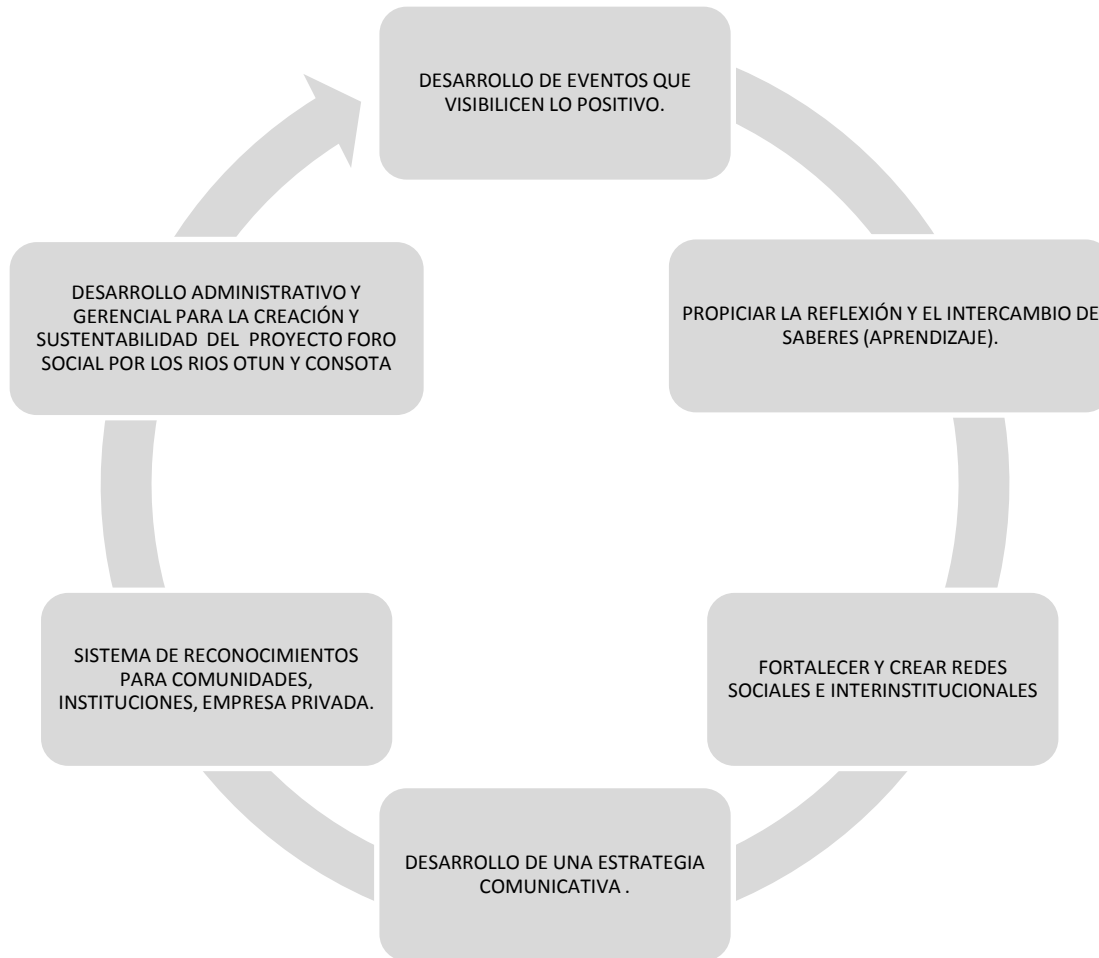 DESARROLLO DE EVENTOS QUE
VISIBILICEN LO POSITIVO.
PROPICIAR LA REFLEXIÓN Y EL INTERCAMBIO DE
SABERES (APRENDIZAJE).
FORTALECER Y CREAR REDES
SOCIALES E INTERINSTITUCIONALES
DESARROLLO DE UNA ESTRATEGIA
COMUNICATIVA .
SISTEMA DE RECONOCIMIENTOS
PARA COMUNIDADES,
INSTITUCIONES, EMPRESA PRIVADA.
DESARROLLO ADMINISTRATIVO Y
GERENCIAL PARA LA CREACIÓN Y
SUSTENTABILIDAD DEL PROYECTO FORO
SOCIAL POR LOS RIOS OTUN Y CONSOTA